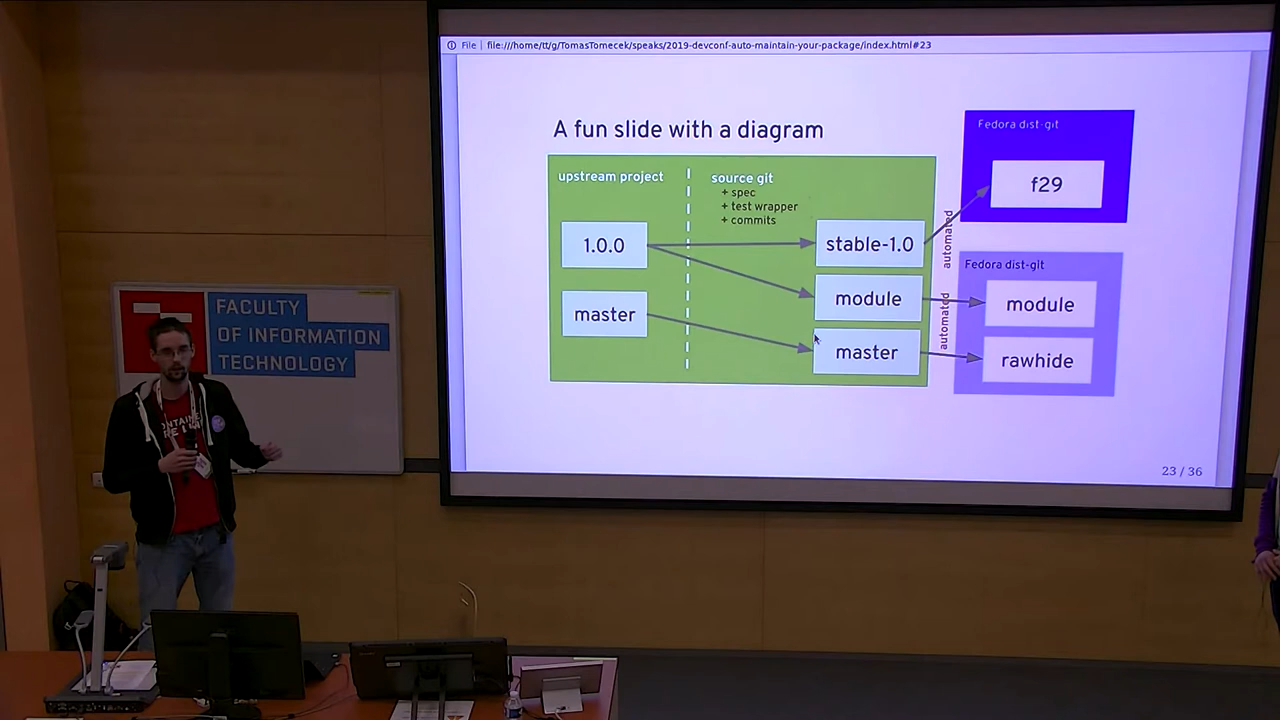 File | file:///home/tt/g/TomasTomecek/speaks/2019-devconf-auto-maintain-your-package/index.html#23
A fun slide with a diagram
upstream project
source git
+ spec
+ test wrapper
+ commits
1.0.0
master
stable-1.0
module
master
automated
automated
Fedora dist-git
f29
Fedora dist-git
module
rawhide
23 / 36
FACULTY
OF INFORMATION
TECHNOLOGY